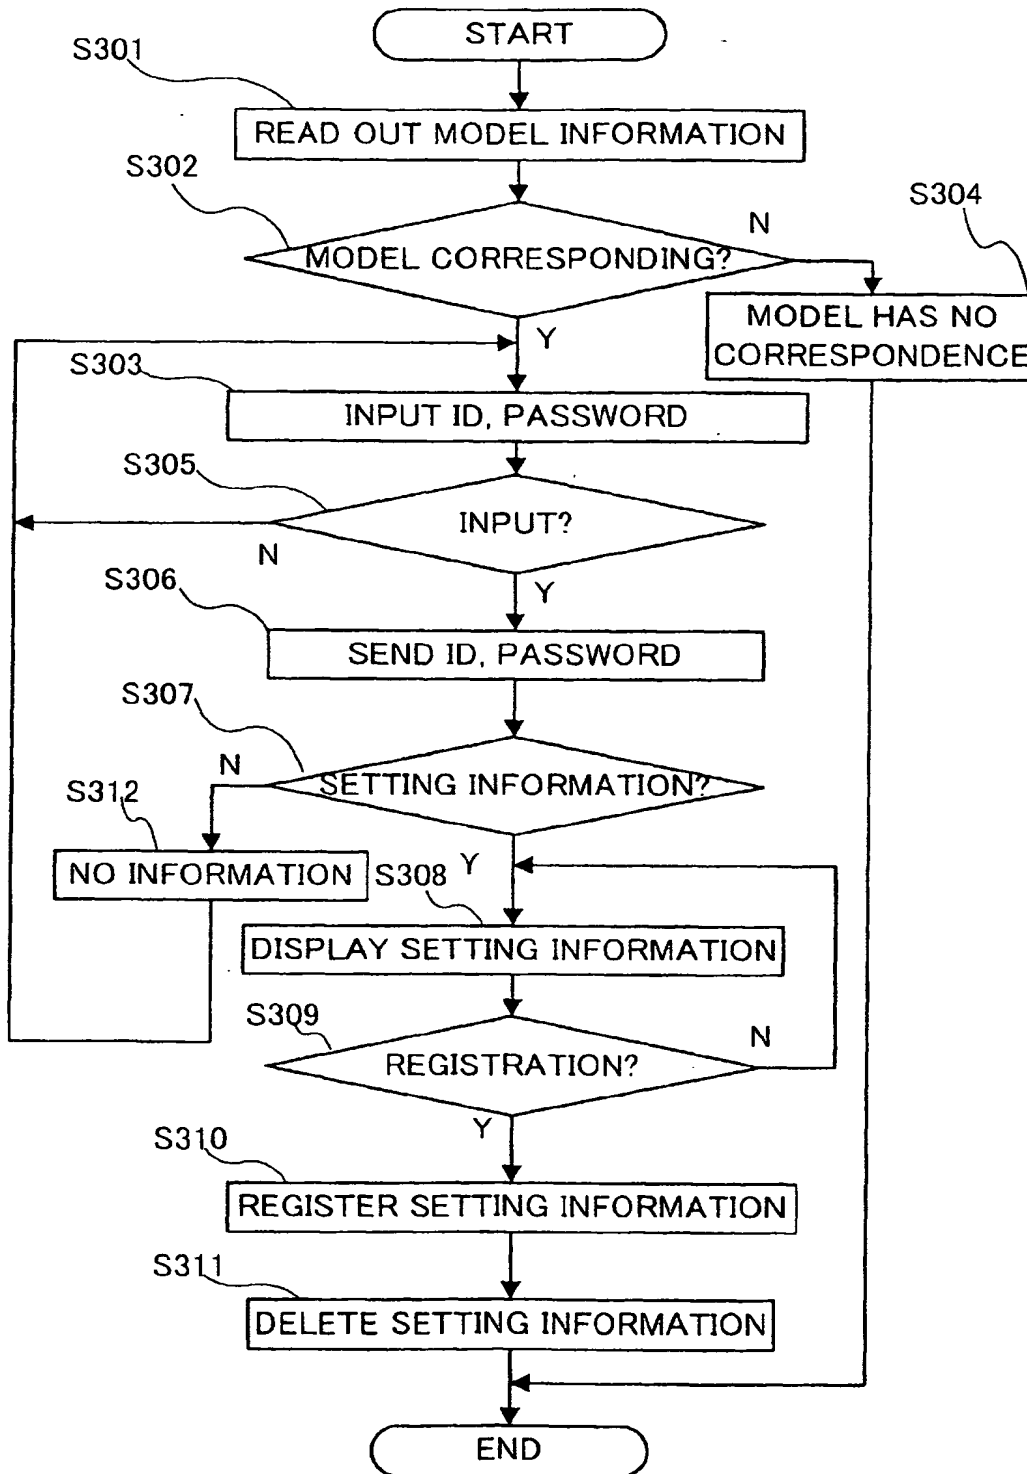 START
S301
READ OUT MODEL INFORMATION
S302
N
S304
MODEL CORRESPONDING?
MODEL HAS NO
CORRESPONDENCE
Y
S303
INPUT ID, PASSWORD
S305
INPUT?
N
Y
S306
SEND ID, PASSWORD
S307
N
SETTING INFORMATION?
S312
Y
NO INFORMATION
S308
DISPLAY SETTING INFORMATION
S309
N
REGISTRATION?
Y
S310
REGISTER SETTING INFORMATION
S311
DELETE SETTING INFORMATION
END